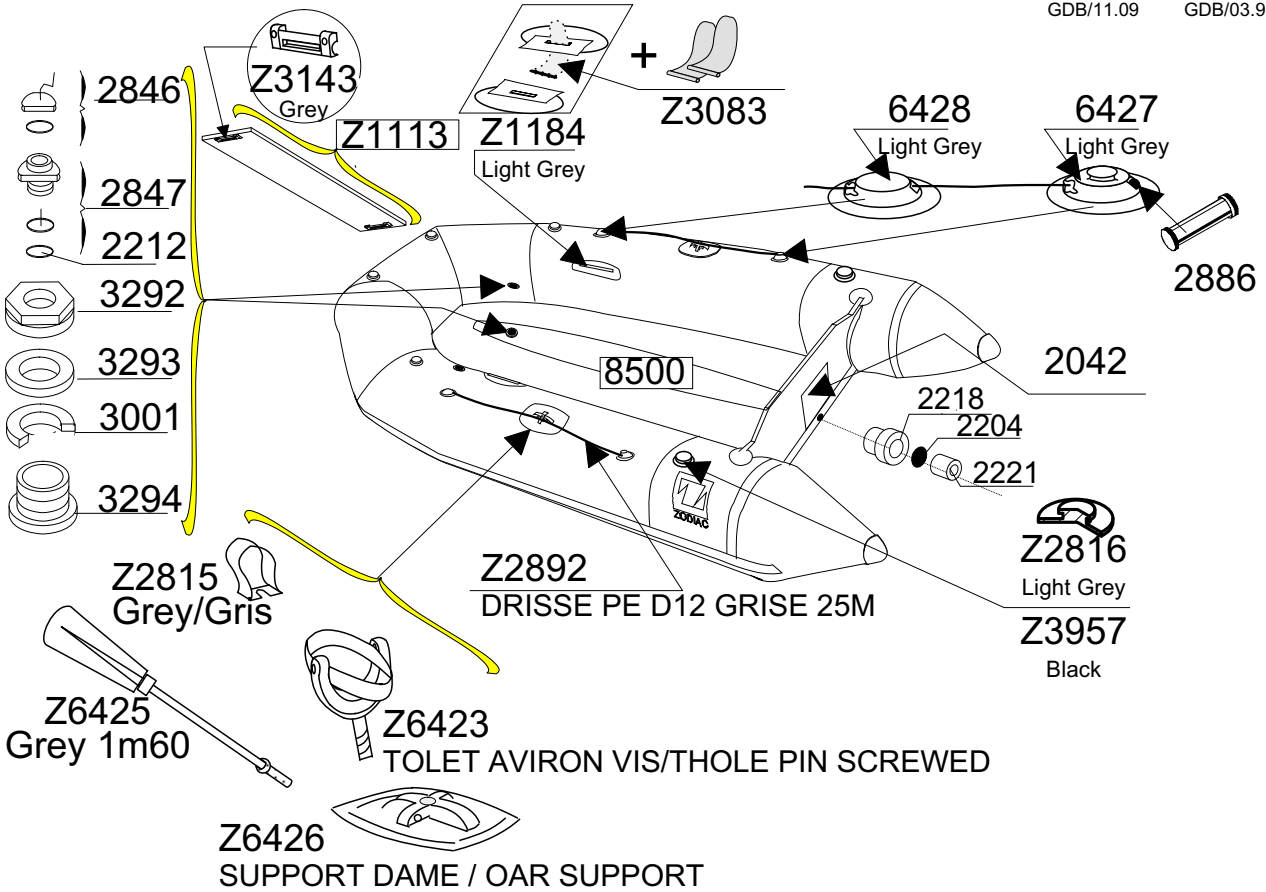 GDB/11.09 GDB/03.9
Z3143
Grey
Z1113
Z1184
Light Grey
+
Z3083
6428
Light Grey
6427
Light Grey
2886
2846
2847
2212
3292
3293
3001
3294
8500
2042
2218
2204
2221
ZODIAC
Z2816
Light Grey
Z3957
Black
Z2815
Grey/Gris
Z2892
DRISSE PE D12 GRISE 25M
Z6425
Grey 1m60
Z6423
TOLET AVIRON VIS/THOLE PIN SCREWED
Z6426
SUPPORT DAME / OAR SUPPORT